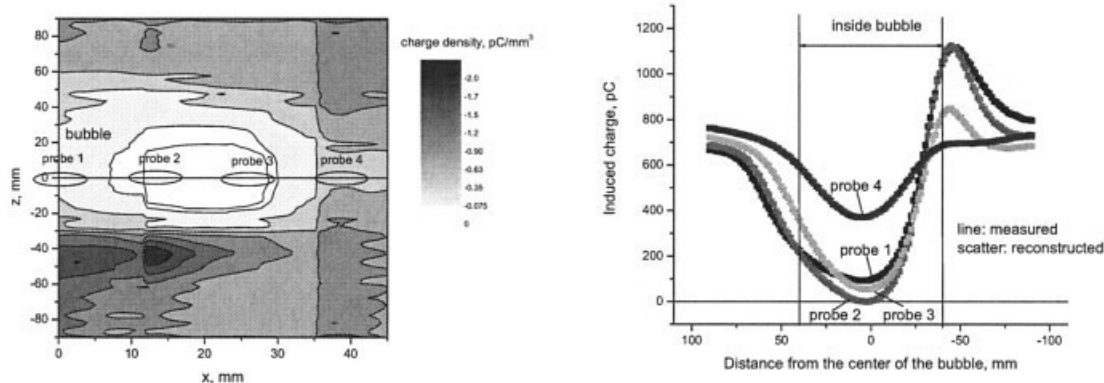 charge density, pC/mm³
-2.0
-1.7
-1.5
-1.2
-0.90
-0.63
-0.35
-0.075
0
80
60
40
20
0
-20
-40
-60
-80
z, mm
bubble
probe 1
probe 2
probe 3
probe 4
0
10
20
30
40
x, mm
Induced charge, pC
1200
1000
800
600
400
200
0
inside bubble
probe 4
probe 1
probe 2
probe 3
line: measured
scatter: reconstructed
100
50
0
-50
-100
Distance from the center of the bubble, mm